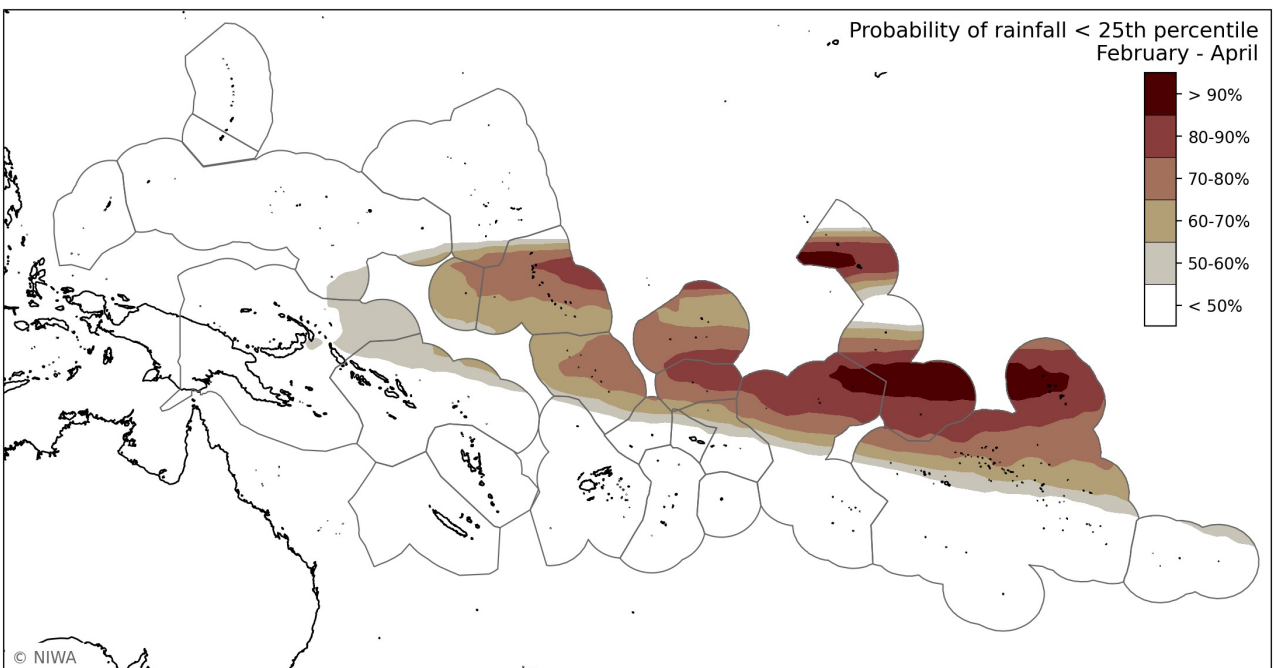 Probability of rainfall < 25th percentile
February - April
> 90%
80-90%
70-80%
60-70%
50-60%
< 50%
© NIWA